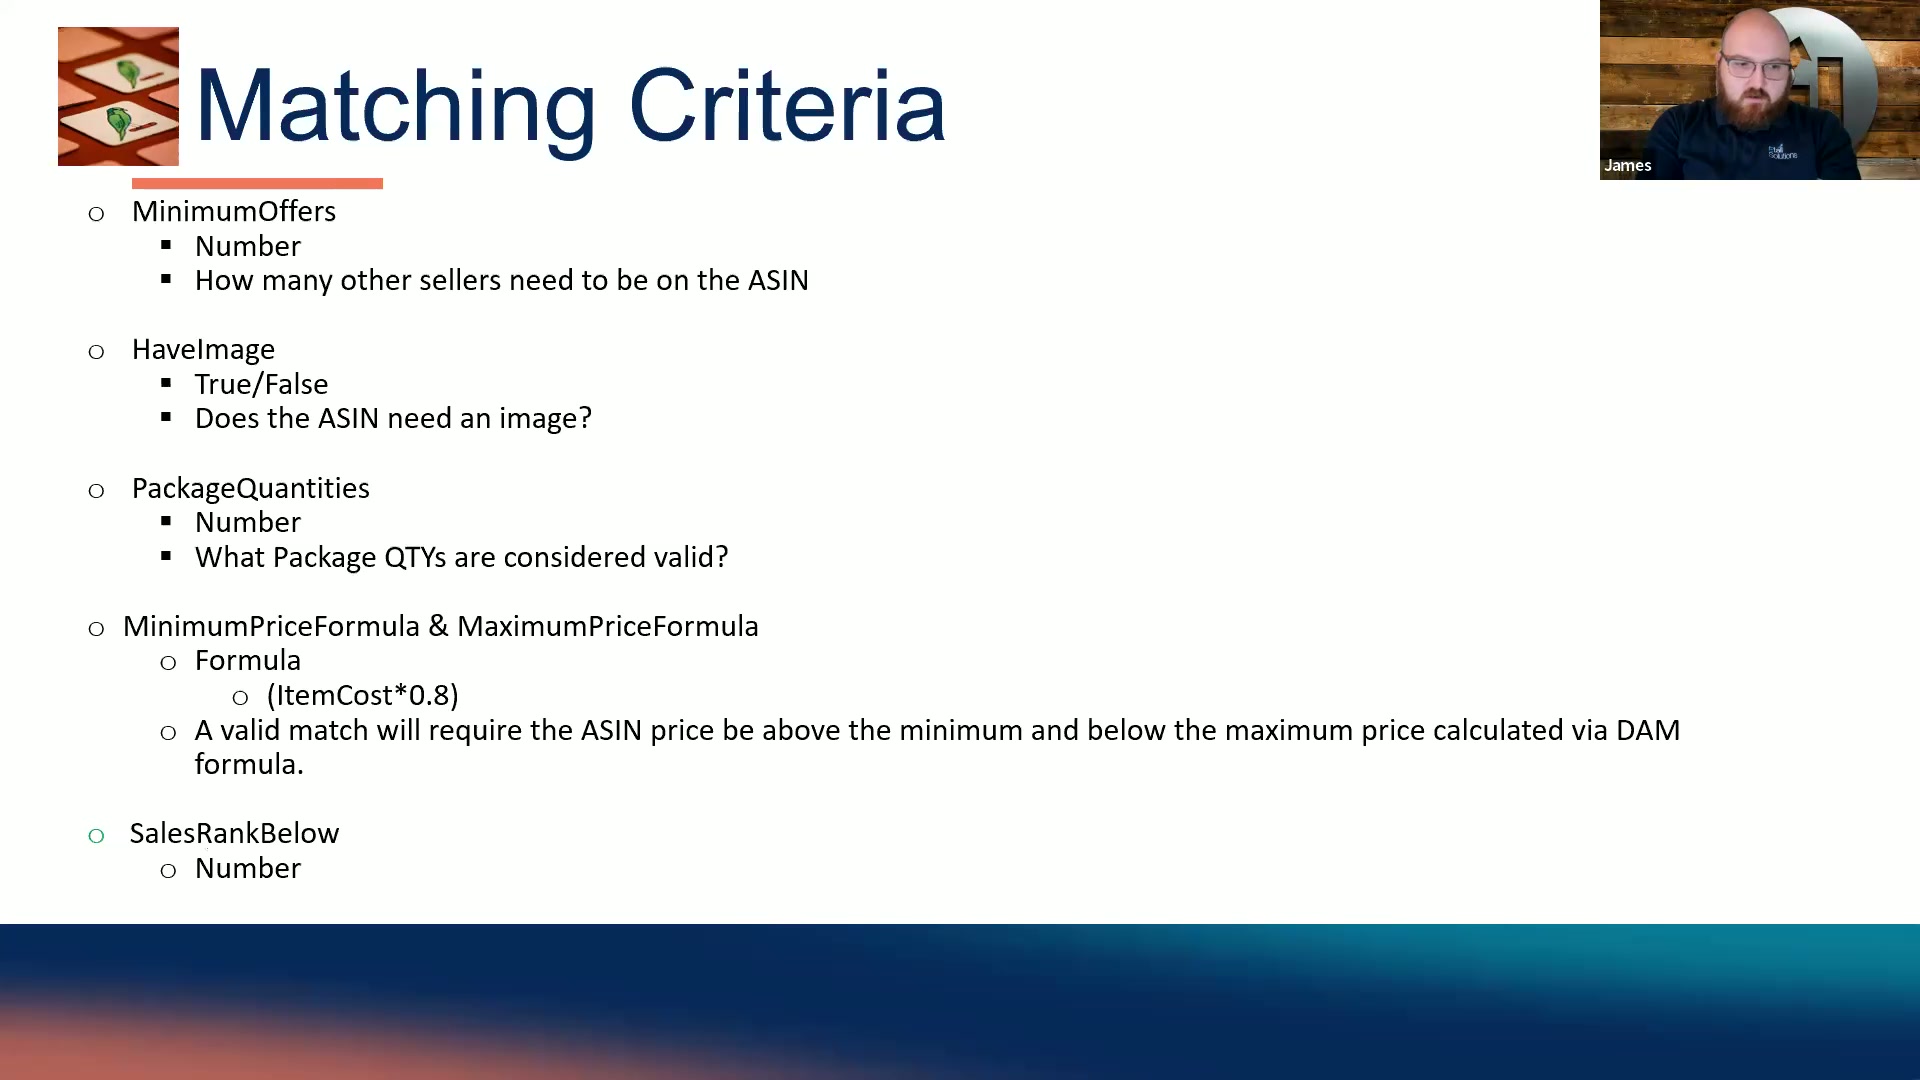 Matching Criteria
James
MinimumOffers
Number
How many other sellers need to be on the ASIN
HaveImage
True/False
Does the ASIN need an image?
PackageQuantities
Number
What Package QTYs are considered valid?
MinimumPriceFormula & MaximumPriceFormula
Formula
(ItemCost*0.8)
A valid match will require the ASIN price be above the minimum and below the maximum price calculated via DAM
formula.
SalesRankBelow
Number